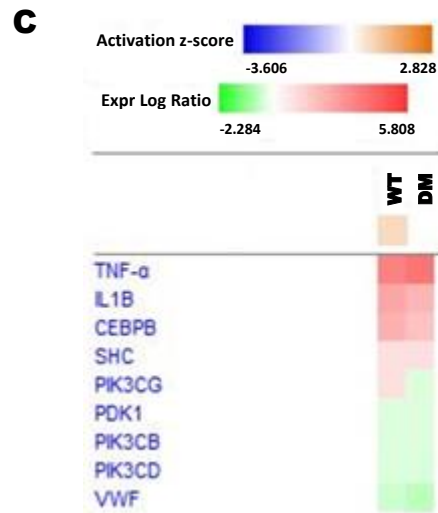 C
Activation z-score
-3.606 2.828
Expr Log Ratio
-2.284 5.808
WT DM
TNF-α
IL1B
CEBPB
SHC
PIK3CG
PDK1
PIK3CB
PIK3CD
VWF